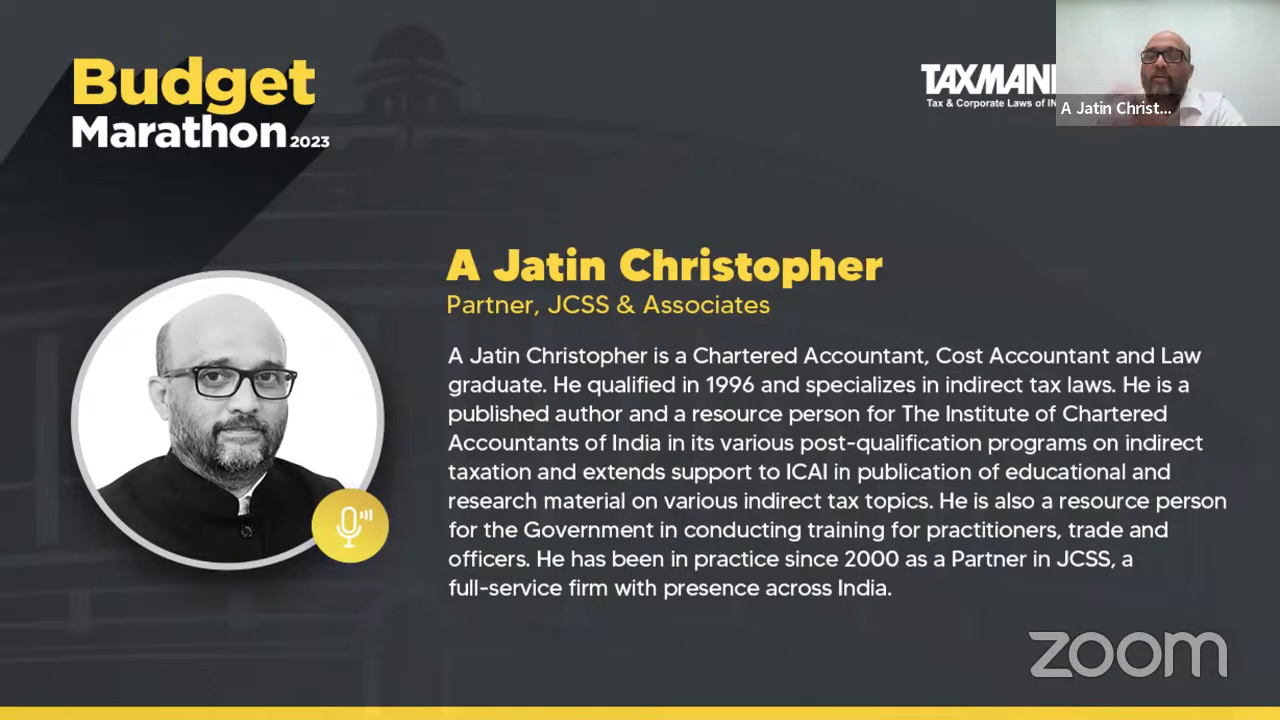 Budget
Marathon 2023
TAXMAN
Tax & Corporate Laws of IN
A Jatin Christ...
A Jatin Christopher
Partner, JCSS & Associates
A Jatin Christopher is a Chartered Accountant, Cost Accountant and Law
graduate. He qualified in 1996 and specializes in indirect tax laws. He is a
published author and a resource person for The Institute of Chartered
Accountants of India in its various post-qualification programs on indirect
taxation and extends support to ICAI in publication of educational and
research material on various indirect tax topics. He is also a resource person
for the Government in conducting training for practitioners, trade and
officers. He has been in practice since 2000 as a Partner in JCSS, a
full-service firm with presence across India.
zoom